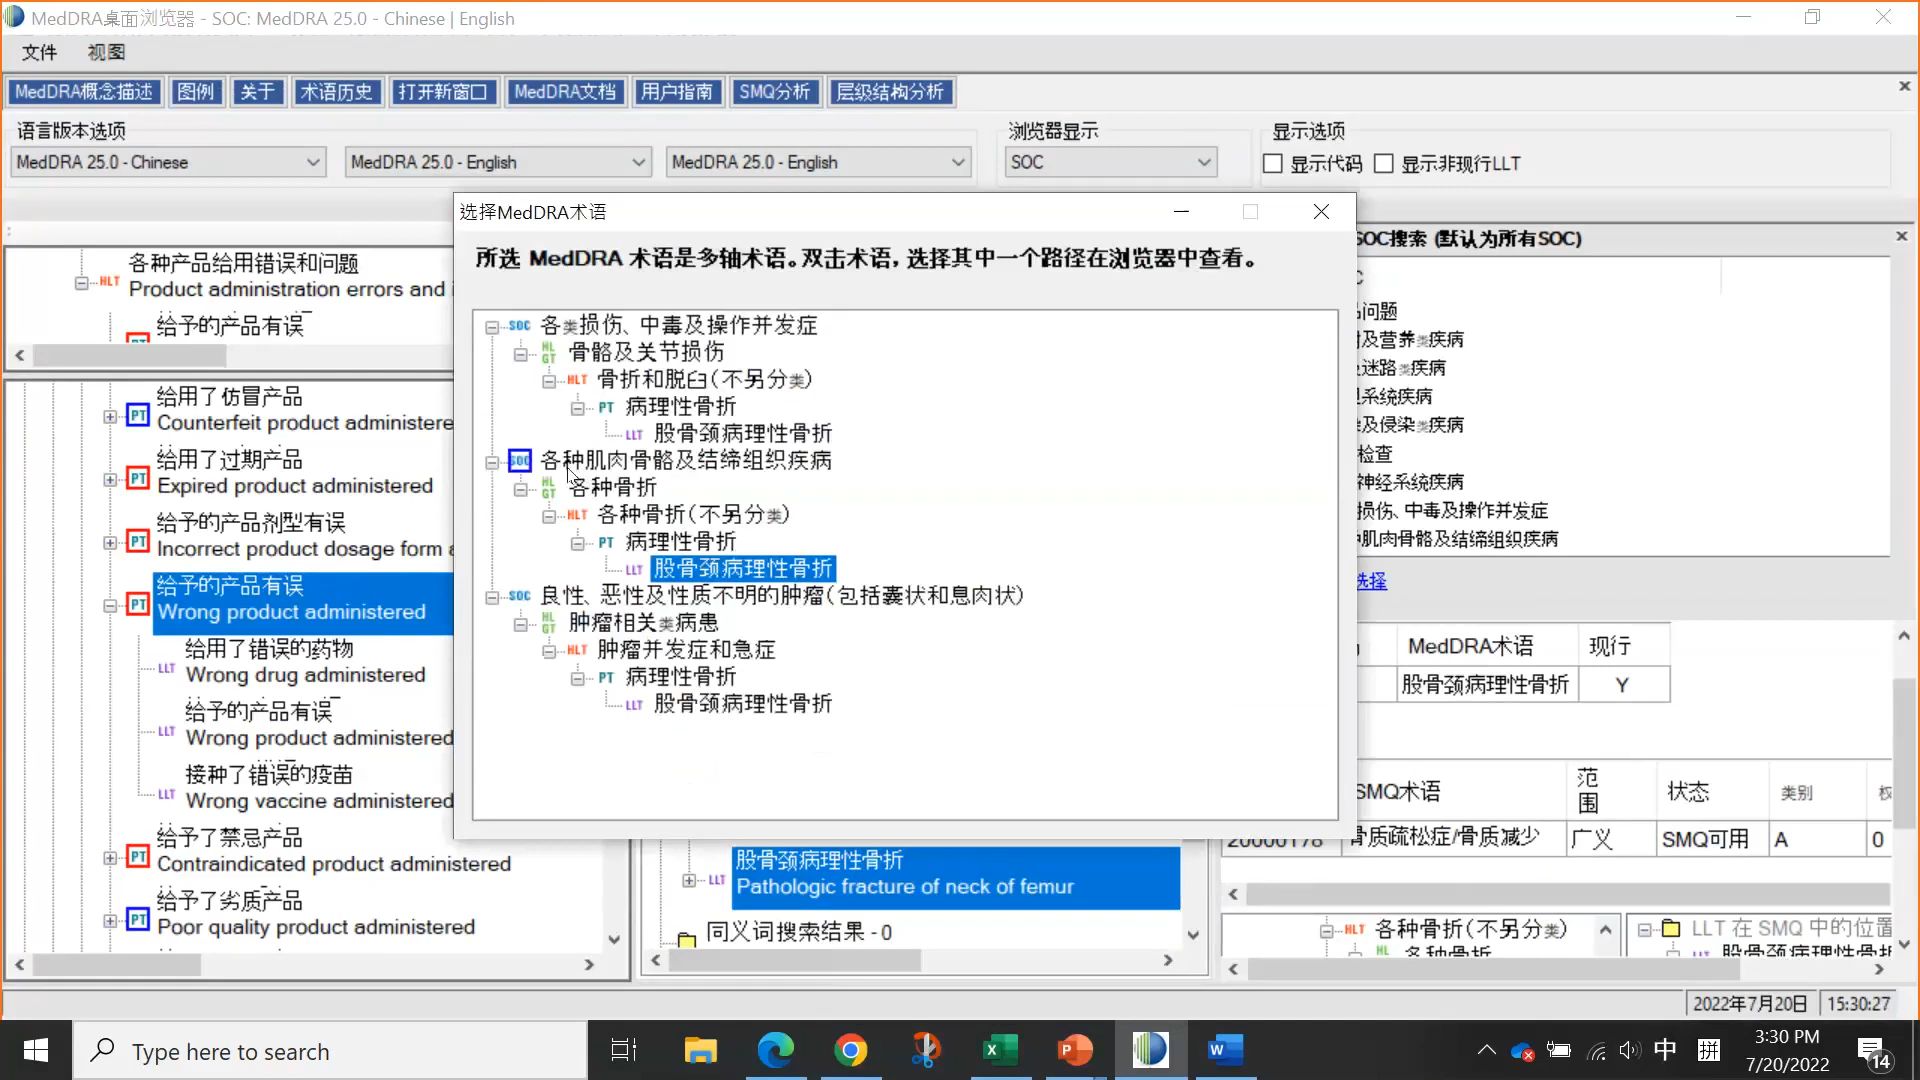 MedDRA桌面浏览器 - SOC: MedDRA 25.0 - Chinese | English
文件 视图
MedDRA概念描述 图例 关于 术语历史 打开新窗口 MedDRA文档 用户指南 SMQ分析 层级结构分析
语言版本选项 浏览器显示 显示选项
MedDRA 25.0 - Chinese MedDRA 25.0 - English MedDRA 25.0 - English SOC 显示代码 显示非现行LLT
各种产品给用错误和问题
HLT Product administration errors and
给予的产品有误
给用了仿冒产品
PT Counterfeit product administere
给用了过期产品
PT Expired product administered
给予的产品剂型有误
PT Incorrect product dosage form
给予的产品有误
PT Wrong product administered
给用了错误的药物
LLT Wrong drug administered
给予的产品有误
LLT Wrong product administered
接种了错误的疫苗
LLT Wrong vaccine administered
给予了禁忌产品
PT Contraindicated product administered
给予了劣质产品
PT Poor quality product administered
选择MedDRA术语
所选 MedDRA 术语是多轴术语。双击术语，选择其中一个路径在浏览器中查看。
SOC 各类损伤、中毒及操作并发症
HLGT 骨骼及关节损伤
HLT 骨折和脱臼(不另分类)
PT 病理性骨折
LLT 股骨颈病理性骨折
SOC 各种肌肉骨骼及结缔组织疾病
HLGT 各种骨折
HLT 各种骨折(不另分类)
PT 病理性骨折
LLT 股骨颈病理性骨折
SOC 良性、恶性及性质不明的肿瘤(包括囊状和息肉状)
HLGT 肿瘤相关类病患
HLT 肿瘤并发症和急症
PT 病理性骨折
LLT 股骨颈病理性骨折
股骨颈病理性骨折
LLT Pathologic fracture of neck of femur
同义词搜索结果 - 0
SOC搜索 (默认为所有SOC)
问题
及营养类疾病
迷路类疾病
系统疾病
及侵染类疾病
检查
神经系统疾病
损伤、中毒及操作并发症
肌肉骨骼及结缔组织疾病
选择
MedDRA术语 现行
股骨颈病理性骨折 Y
SMQ术语 范围 状态 类别
20000178 骨质疏松症/骨质减少 广义 SMQ可用 A 0
HLT 各种骨折(不另分类)
HL 各种骨折
LLT 在 SMQ 中的位置
股骨颈病理性骨折
2022年7月20日 15:30:27
Type here to search
中 拼
3:30 PM
7/20/2022
14